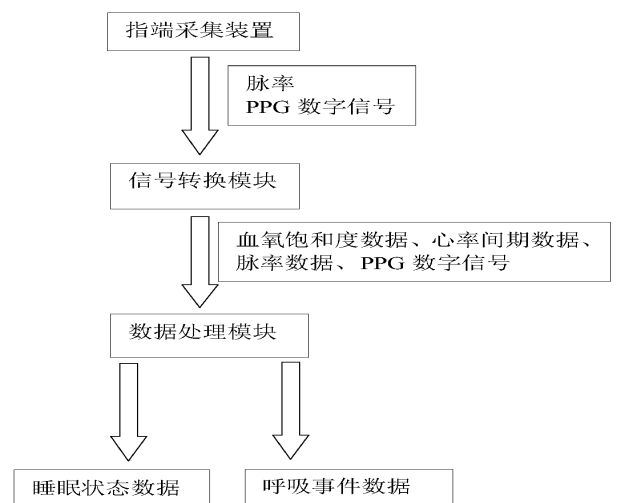 指端采集装置
脉率
PPG 数字信号
信号转换模块
血氧饱和度数据、心率间期数据、
脉率数据、PPG 数字信号
数据处理模块
睡眠状态数据
呼吸事件数据